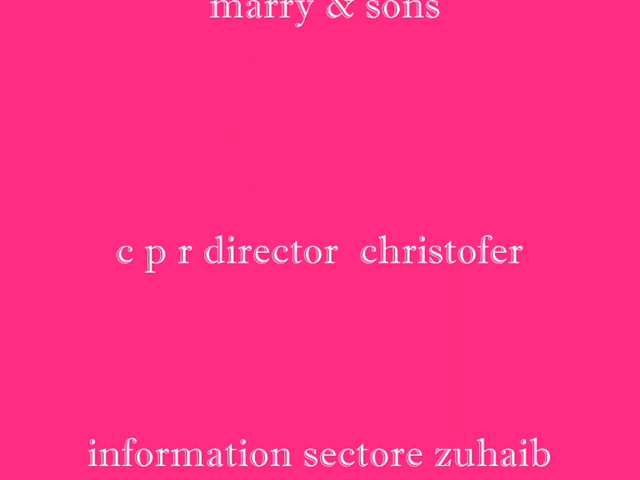 marry & sons
c p r director  christofer
information sectore zuhaib